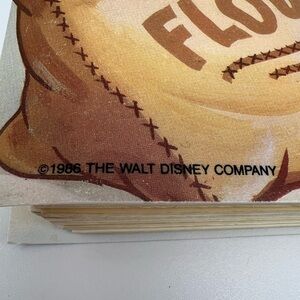 FLOU
©1986 THE WALT DISNEY COMPANY